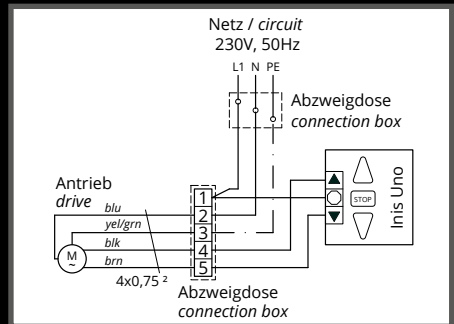 Netz / circuit
230V, 50Hz
L1 N PE
Abzweigdose
connection box
Antrieb
drive
blu
yel/grn
blk
brn
M
~
4x0,75 ²
1
2
3
4
5
Abzweigdose
connection box
STOP
Inis Uno